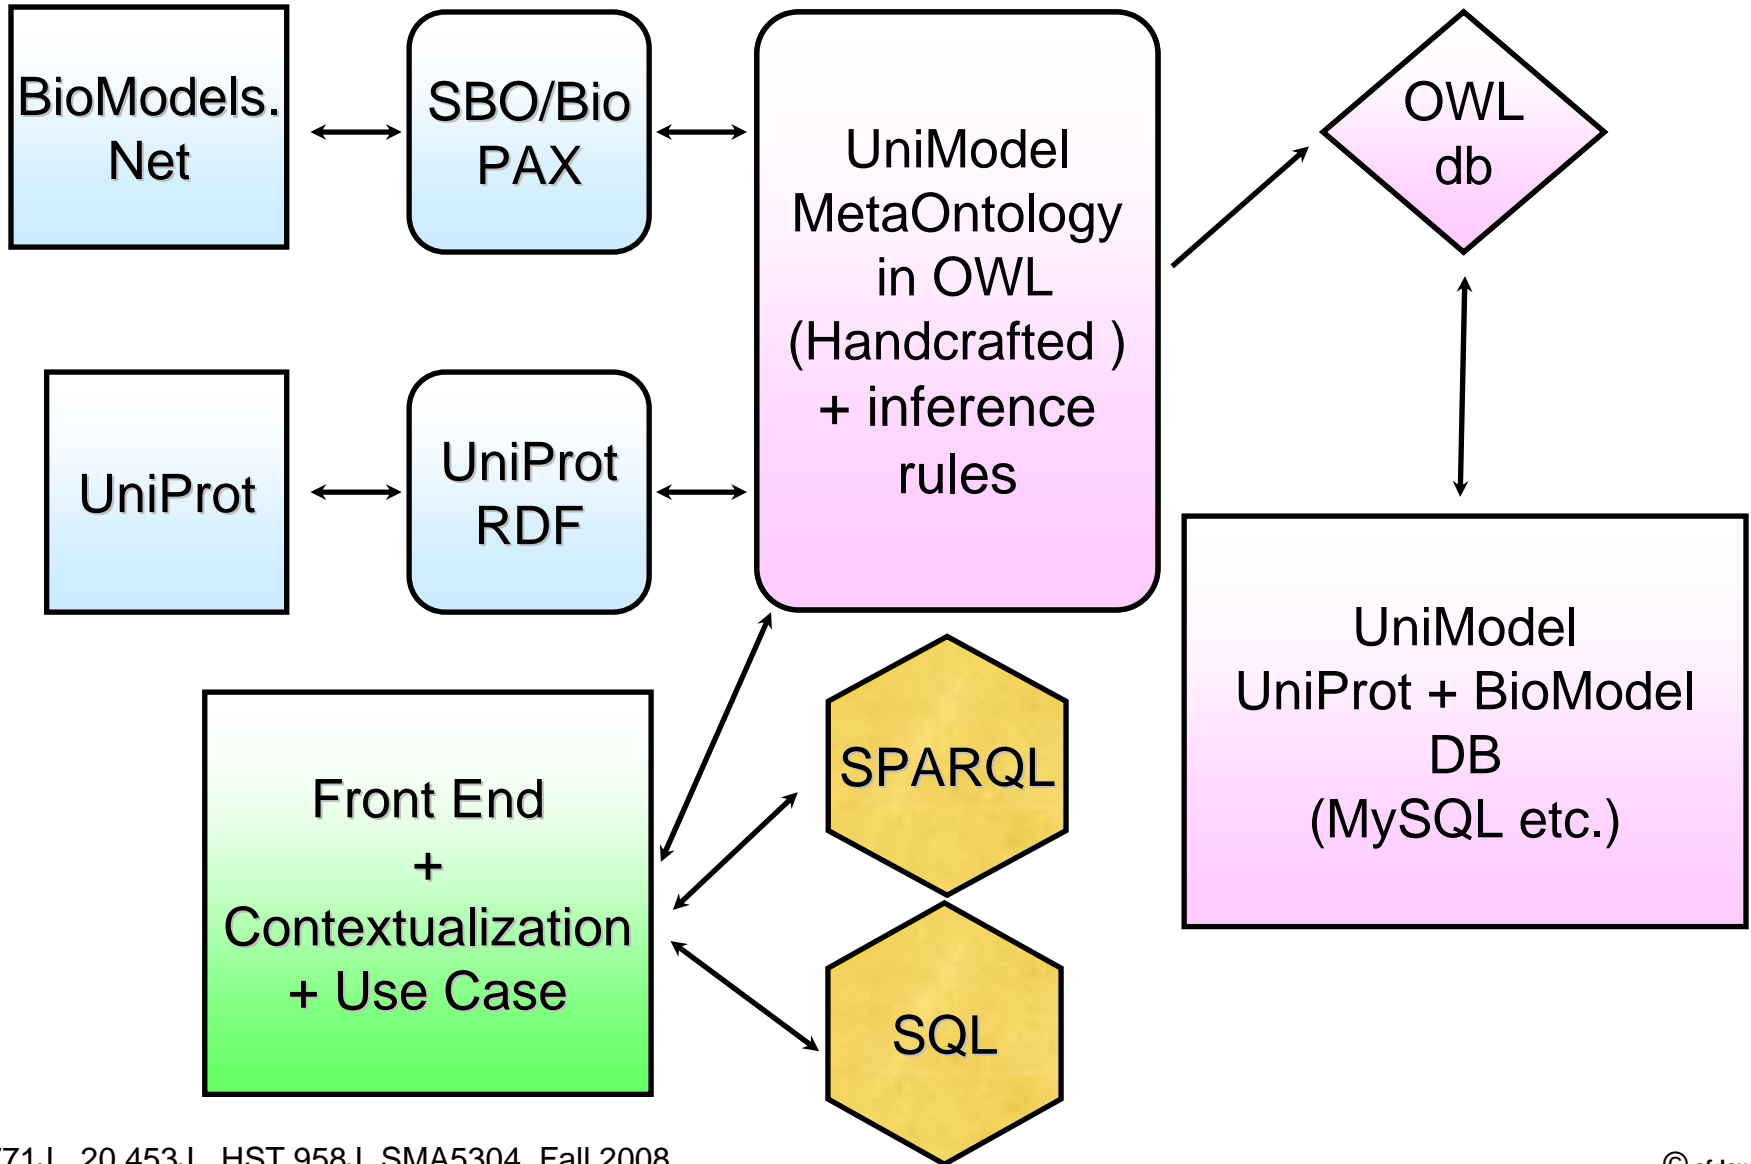 BioModels.
Net
SBO/Bio
PAX
UniModel
MetaOntology
in OWL
(Handcrafted )
+ inference
rules
OWL
db
UniProt
UniProt
RDF
UniModel
UniProt + BioModel
DB
(MySQL etc.)
Front End
+
Contextualization
+ Use Case
SPARQL
SQL
20.453J HST.958J SMA5304 Fall 2008
©